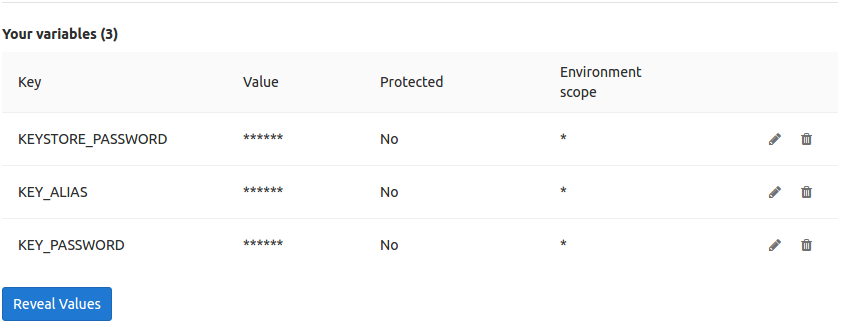 Your variables (3)
Key Value Protected Environment scope
KEYSTORE_PASSWORD ****** No *
KEY_ALIAS ****** No *
KEY_PASSWORD ****** No *
Reveal Values